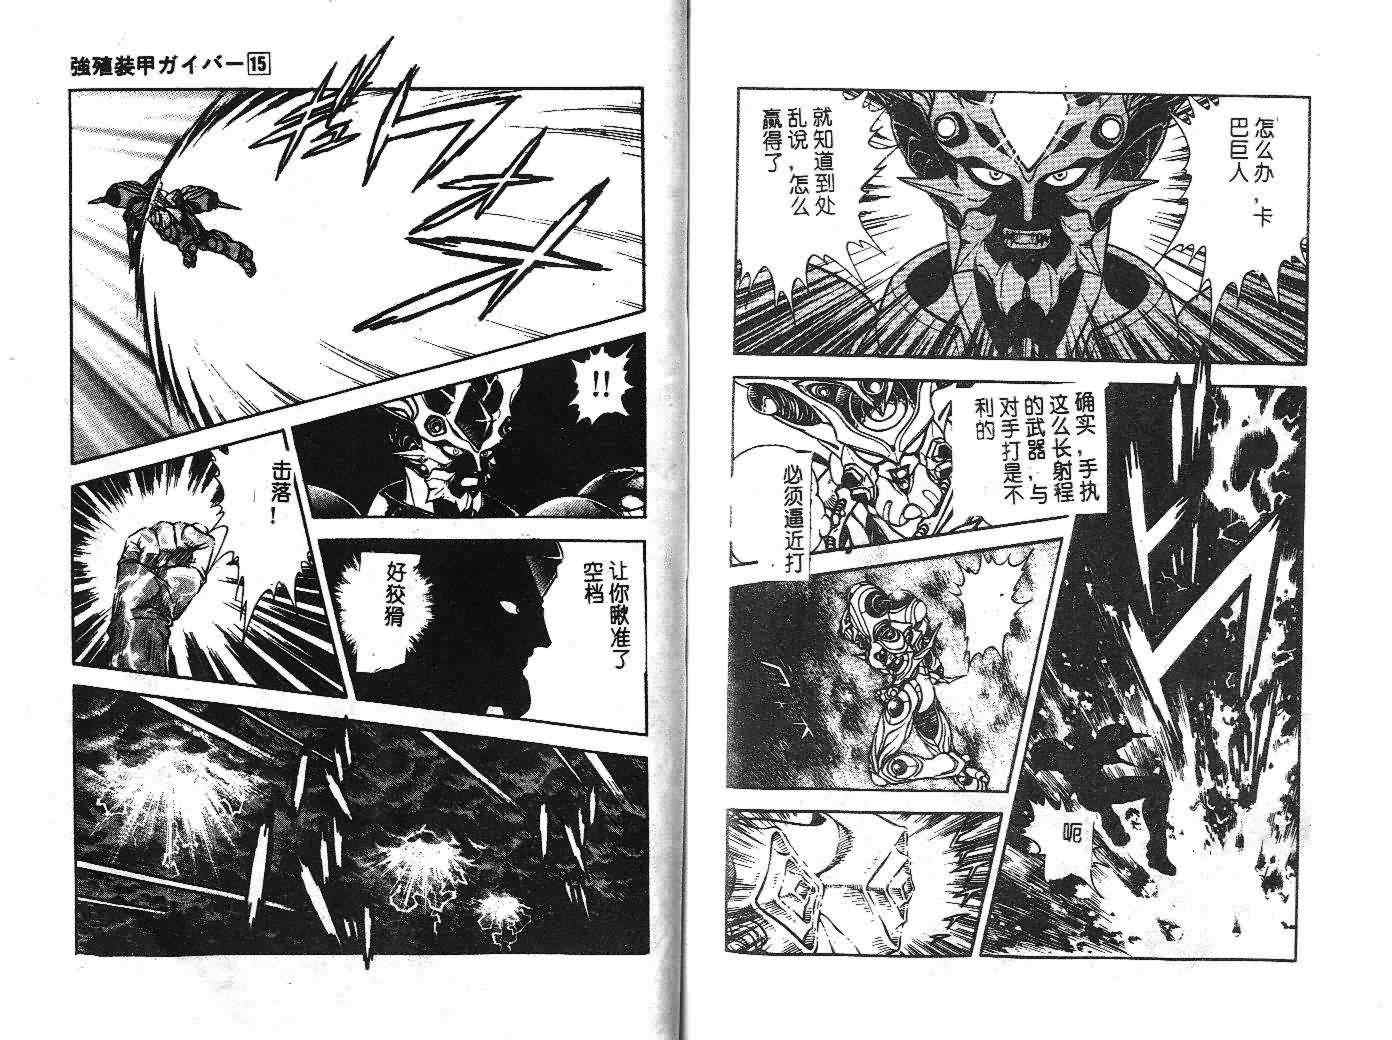 怎么办，卡
巴巨人
就知道到处
乱说，怎么
赢得了
确实，手执
这么长射程
的武器，与
对手打是不
利的
必须逼近打
呃
強殖装甲ガイバー15
!!
击落！
让你瞅准了
空档
好狡猾